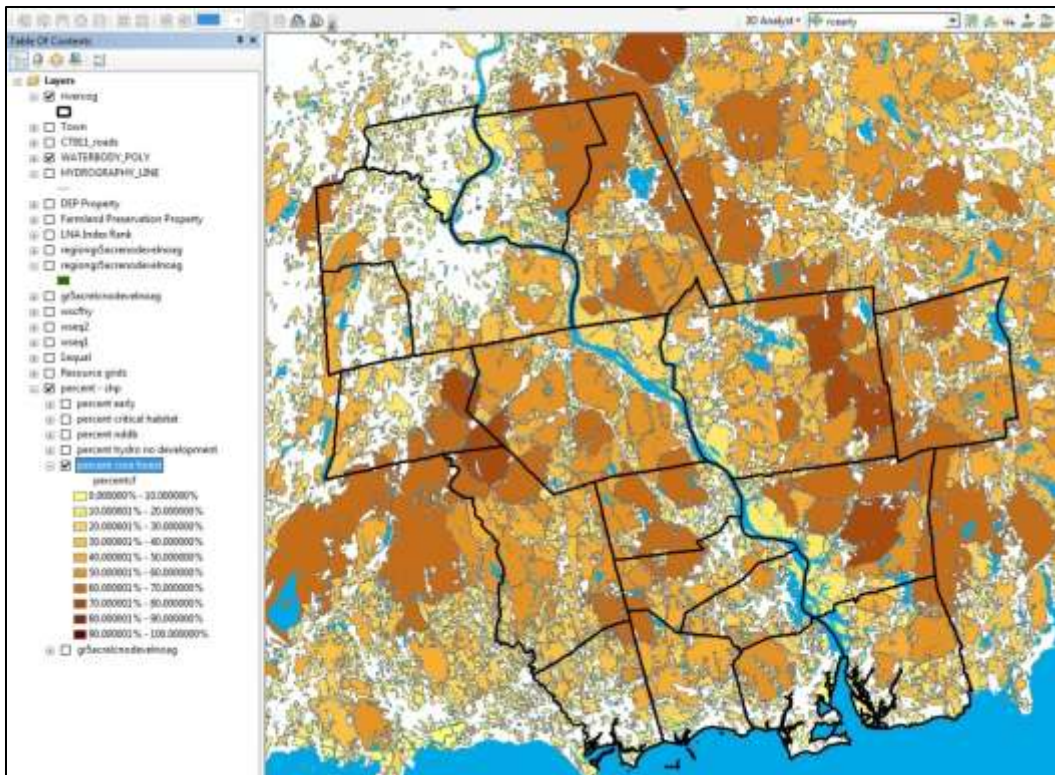 3D Analyst
rcearly
Table Of Contents
Layers
rivercog
Town
roads
WATERBODY_POLY
HYDROGRAPHY_LINE
DEP Property
Farmland Preservation Property
LNA Index Rank
Resource grids
percent - chp
percent early
percent critical habitat
percent nddb
percent hydro no development
percent core forest
percentcf
0.000000% - 10.000000%
10.000001% - 20.000000%
20.000001% - 30.000000%
30.000001% - 40.000000%
40.000001% - 50.000000%
50.000001% - 60.000000%
60.000001% - 70.000000%
70.000001% - 80.000000%
80.000001% - 90.000000%
90.000001% - 100.000000%